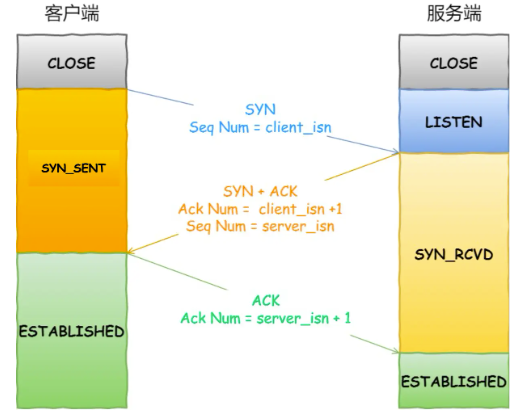 客户端
服务端
CLOSE
CLOSE
SYN
Seq Num = client_isn
LISTEN
SYN_SENT
SYN + ACK
Ack Num = client_isn +1
Seq Num = server_isn
SYN_RCVD
ACK
Ack Num = server_isn + 1
ESTABLISHED
ESTABLISHED